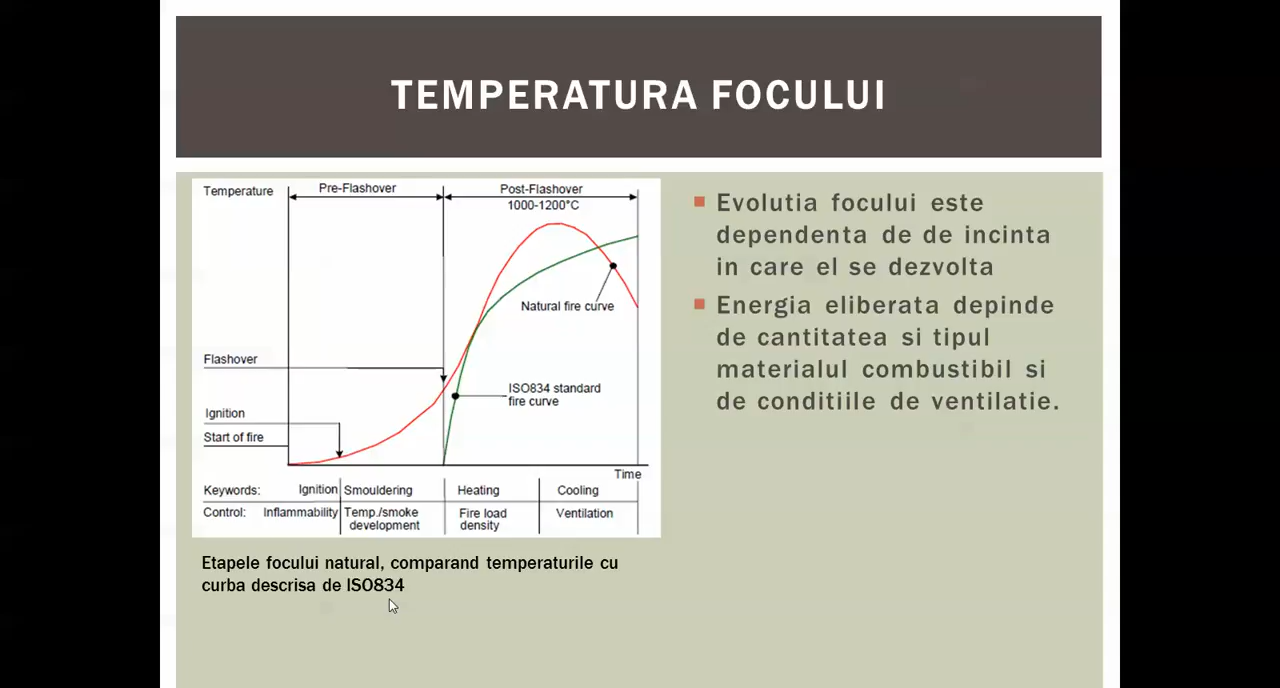 TEMPERATURA FOCULUI
Temperature
Pre-Flashover
Post-Flashover
1000-1200°C
Natural fire curve
Flashover
ISO834 standard
fire curve
Ignition
Start of fire
Time
Keywords: Ignition Smouldering Heating Cooling
Control: Inflammability Temp./smoke development Fire load density Ventilation
Etapele focului natural, comparand temperaturile cu
curba descrisa de ISO834
Evolutia focului este
dependenta de de incinta
in care el se dezvolta
Energia eliberata depinde
de cantitatea si tipul
materialul combustibil si
de conditiile de ventilatie.